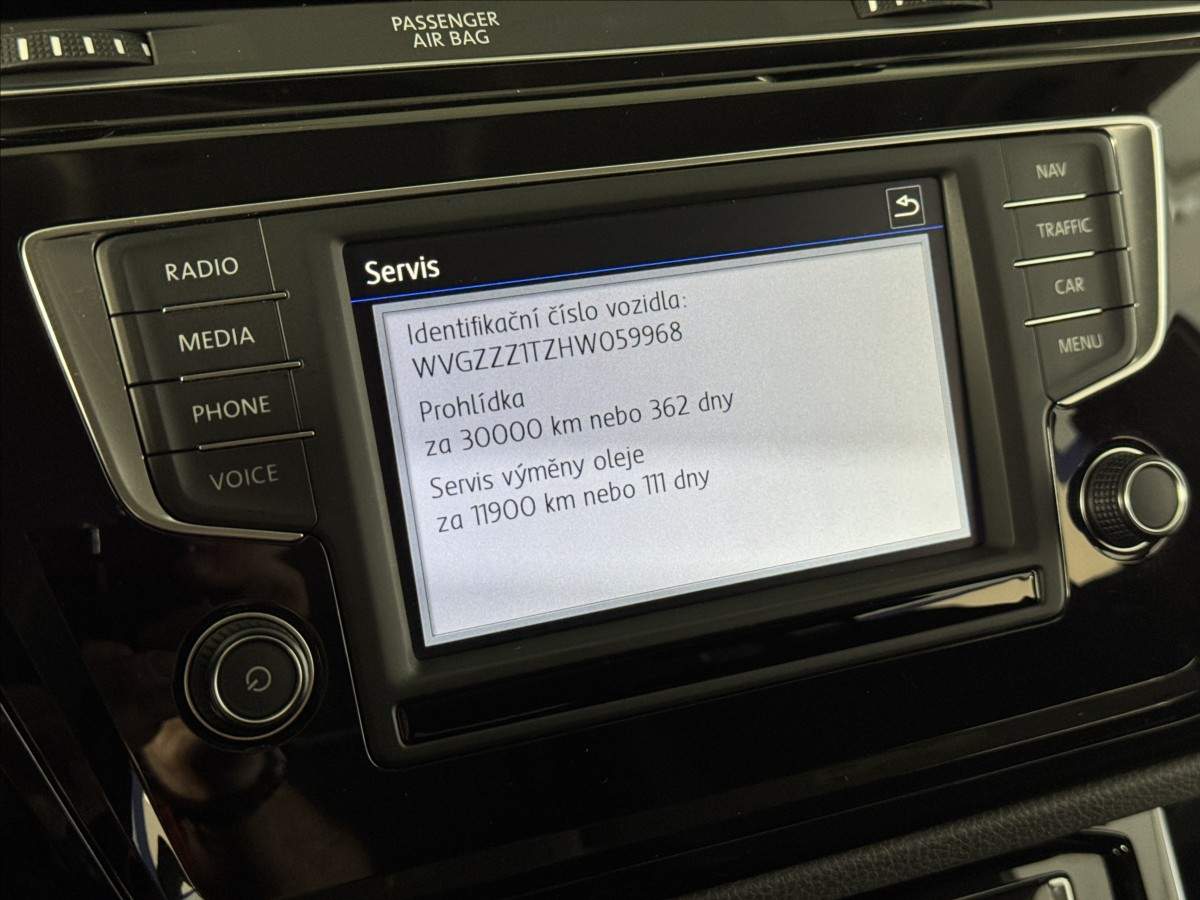 PASSENGER
AIR BAG
RADIO
MEDIA
PHONE
VOICE
Servis
Identifikační číslo vozidla:
WVGZZZ1TZHW059968
Prohlídka
za 30000 km nebo 362 dny
Servis výměny oleje
za 11900 km nebo 111 dny
NAV
TRAFFIC
CAR
MENU